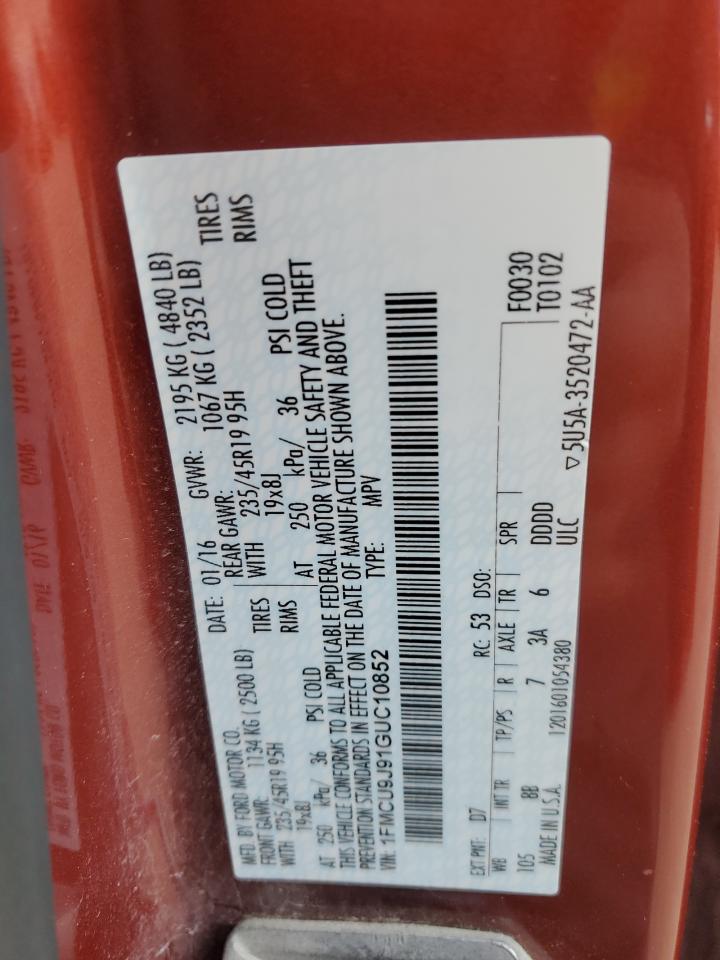 MFD. BY FORD MOTOR CO.
DATE: 01/16 GVWR: 2195 KG ( 4840 LB)
FRONT GAWR: 1134 KG ( 2500 LB) REAR GAWR: 1067 KG ( 2352 LB)
WITH 235/45R19 95H TIRES WITH 235/45R19 95H TIRES
19x8J RIMS 19x8J RIMS
AT 250 kPa/ 36 PSI COLD AT 250 kPa/ 36 PSI COLD
THIS VEHICLE CONFORMS TO ALL APPLICABLE FEDERAL MOTOR VEHICLE SAFETY AND THEFT
PREVENTION STANDARDS IN EFFECT ON THE DATE OF MANUFACTURE SHOWN ABOVE.
VIN: 1FMCU9J91GUC10852 TYPE: MPV
EXT PNT: D7 RC: 53 DSO: F0030
WB INT TR TP/PS R AXLE TR SPR T0102
105 8B 7 3A 6 DDDD
MADE IN U.S.A. 1201601054380 ULC ▽5U5A-3520472-AA